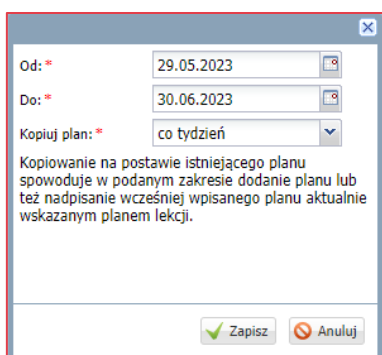 Od: * 29.05.2023
Do: * 30.06.2023
Kopiuj plan: * co tydzień
Kopiowanie na postawie istniejącego planu
spowoduje w podanym zakresie dodanie planu lub
też nadpisanie wcześniej wpisanego planu aktualnie
wskazanym planem lekcji.
Zapisz Anuluj